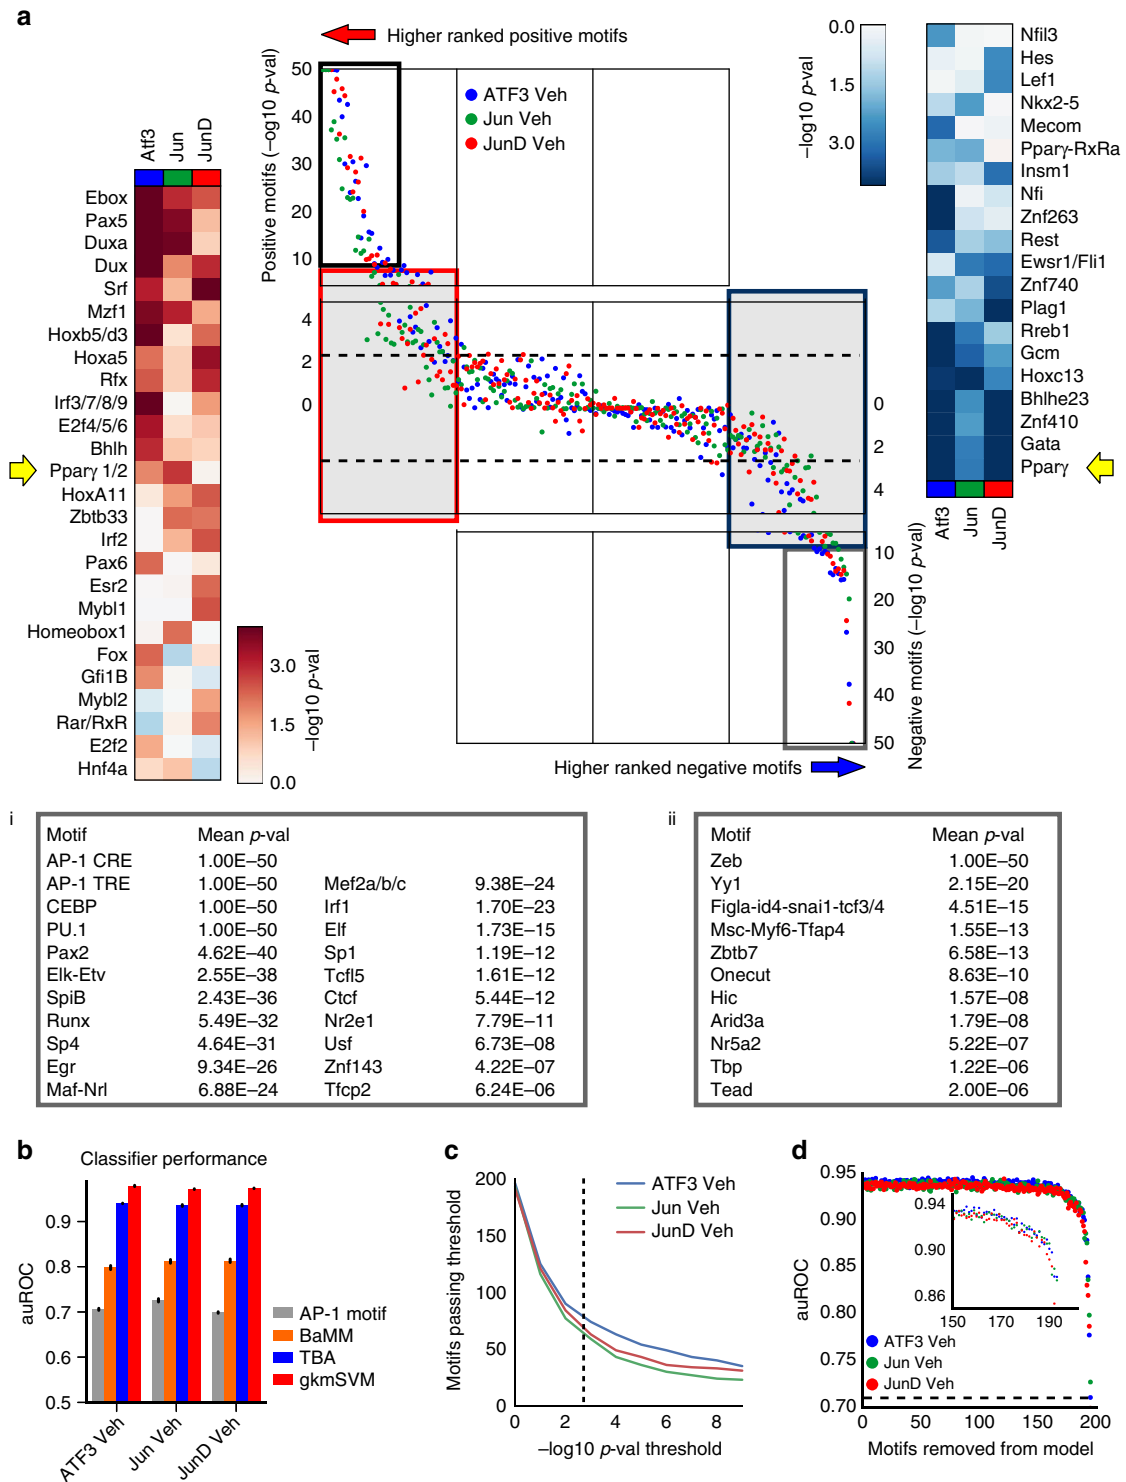 a
Higher ranked positive motifs
Positive motifs (–og10 p-val)
50
40
30
20
10
4
2
0
ATF3 Veh
Jun Veh
JunD Veh
0
2
4
10
20
30
40
50
Negative motifs (–log10 p-val)
Higher ranked negative motifs
Atf3
Jun
JunD
Ebox
Pax5
Duxa
Dux
Srf
Mzf1
Hoxb5/d3
Hoxa5
Rfx
Irf3/7/8/9
E2f4/5/6
Bhlh
Pparγ 1/2
HoxA11
Zbtb33
Irf2
Pax6
Esr2
Mybl1
Homeobox1
Fox
Gfi1B
Mybl2
Rar/RxR
E2f2
Hnf4a
3.0
1.5
0.0
–log10 p-val
0.0
1.5
3.0
–log10 p-val
Nfil3
Hes
Lef1
Nkx2-5
Mecom
Pparγ-RxRa
Insm1
Nfi
Znf263
Rest
Ewsr1/Fli1
Znf740
Plag1
Rreb1
Gcm
Hoxc13
Bhlhe23
Znf410
Gata
Pparγ
Atf3
Jun
JunD
i
Motif Mean p-val
AP-1 CRE 1.00E–50
AP-1 TRE 1.00E–50 Mef2a/b/c 9.38E–24
CEBP 1.00E–50 Irf1 1.70E–23
PU.1 1.00E–50 Elf 1.73E–15
Pax2 4.62E–40 Sp1 1.19E–12
Elk-Etv 2.55E–38 Tcfl5 1.61E–12
SpiB 2.43E–36 Ctcf 5.44E–12
Runx 5.49E–32 Nr2e1 7.79E–11
Sp4 4.64E–31 Usf 6.73E–08
Egr 9.34E–26 Znf143 4.22E–07
Maf-Nrl 6.88E–24 Tfcp2 6.24E–06
ii
Motif Mean p-val
Zeb 1.00E–50
Yy1 2.15E–20
Figla-id4-snai1-tcf3/4 4.51E–15
Msc-Myf6-Tfap4 1.55E–13
Zbtb7 6.58E–13
Onecut 8.63E–10
Hic 1.57E–08
Arid3a 1.79E–08
Nr5a2 5.22E–07
Tbp 1.22E–06
Tead 2.00E–06
b
Classifier performance
auROC
0.9
0.8
0.7
0.6
0.5
ATF3 Veh
Jun Veh
JunD Veh
AP-1 motif
BaMM
TBA
gkmSVM
c
Motifs passing threshold
200
150
100
50
0
0 2 4 6 8
–log10 p-val threshold
ATF3 Veh
Jun Veh
JunD Veh
d
auROC
0.95
0.90
0.85
0.80
0.75
0.70
0.94
0.90
0.86
150 170 190
ATF3 Veh
Jun Veh
JunD Veh
0 50 100 150 200
Motifs removed from model